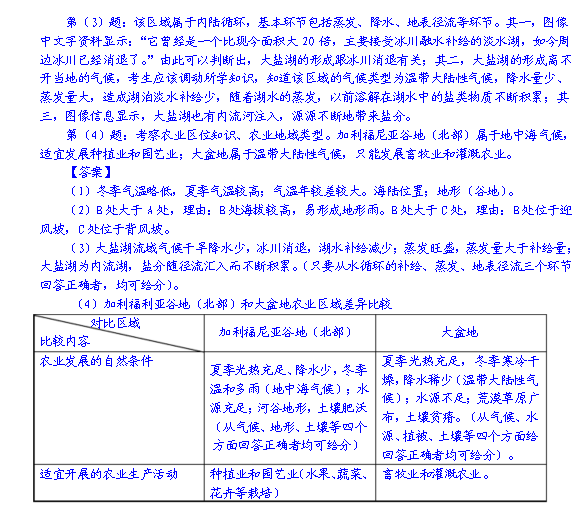 第（3）题：该区域属于内陆循环，基本环节包括蒸发、降水、地表径流等环节。其一，图像
中文字资料显示：“它曾经是一个比现今面积大 20 倍，主要接受冰川融水补给的淡水湖，如今周
边冰川已经消退了。”由此可以判断出，大盐湖的形成跟冰川消退有关；其二，大盐湖的形成离不
开当地的气候，考生应该调动所学知识，知道该区域的气候类型为温带大陆性气候，降水量少、
蒸发量大，造成湖泊淡水补给少，随着湖水的蒸发，以前溶解在湖水中的盐类物质不断积累；其
三，图像信息显示，大盐湖也有内流河注入，源源不断地带来盐分。
第（4）题：考察农业区位知识、农业地域类型。加利福尼亚谷地（北部）属于地中海气候，
适宜发展种植业和园艺业；大盆地属于温带大陆性气候，只能发展畜牧业和灌溉农业。
【答案】
（1）冬季气温略低，夏季气温较高；气温年较差较大。海陆位置；地形（谷地）。
（2）B 处大于 A 处，理由：B 处海拔较高，易形成地形雨。B 处大于 C 处，理由：B 处位于迎
风坡，C 处位于背风坡。
（3）大盐湖流域气候干旱降水少，冰川消退，湖水补给减少；蒸发旺盛，蒸发量大于补给量；
大盐湖为内流湖，盐分随径流汇入而不断积累。（只要从水循环的补给、蒸发、地表径流三个环节
回答正确者，均可给分）。
（4）加利福利亚谷地（北部）和大盆地农业区域差异比较
对比区域
比较内容
加利福尼亚谷地（北部）
大盆地
农业发展的自然条件
夏季光热充足、降水少，冬季
温和多雨（地中海气候）；水
源充足；河谷地形，土壤肥沃
（从气候、地形、土壤等四个
方面回答正确者均可给分）
夏季光热充足，冬季寒冷干
燥，降水稀少（温带大陆性气
候）；水源不足；荒漠草原广
布，土壤贫瘠。（从气候、水
源、植被、土壤等四个方面给
回答正确者均可给分）。
适宜开展的农业生产活动
种植业和园艺业（水果、蔬菜、
花卉等栽培）
畜牧业和灌溉农业。